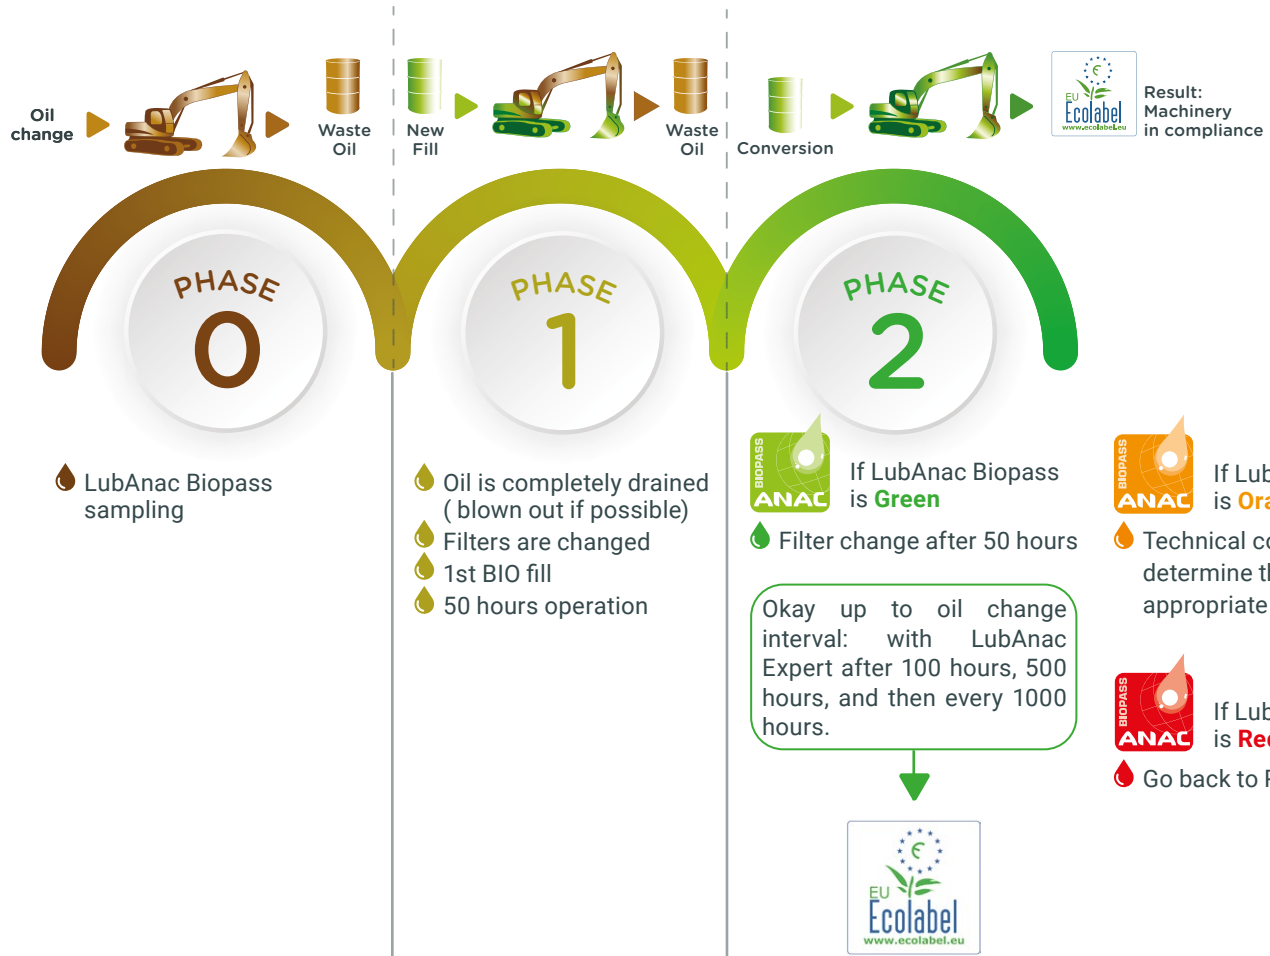 Oil
change
Waste
Oil
New
Fill
Waste
Oil
Conversion
EU
Ecolabel
www.ecolabel.eu
Result:
Machinery
in compliance
PHASE
0
PHASE
1
PHASE
2
LubAnac Biopass
sampling
Oil is completely drained
( blown out if possible)
Filters are changed
1st BIO fill
50 hours operation
BIOPASS
ANAC
If LubAnac Biopass
is Green
Filter change after 50 hours
Okay up to oil change
interval: with LubAnac
Expert after 100 hours, 500
hours, and then every 1000
hours.
EU
Ecolabel
www.ecolabel.eu
BIOPASS
ANAC
If
is
Technical
determine
appropriate
BIOPASS
ANAC
If
is
Go back to